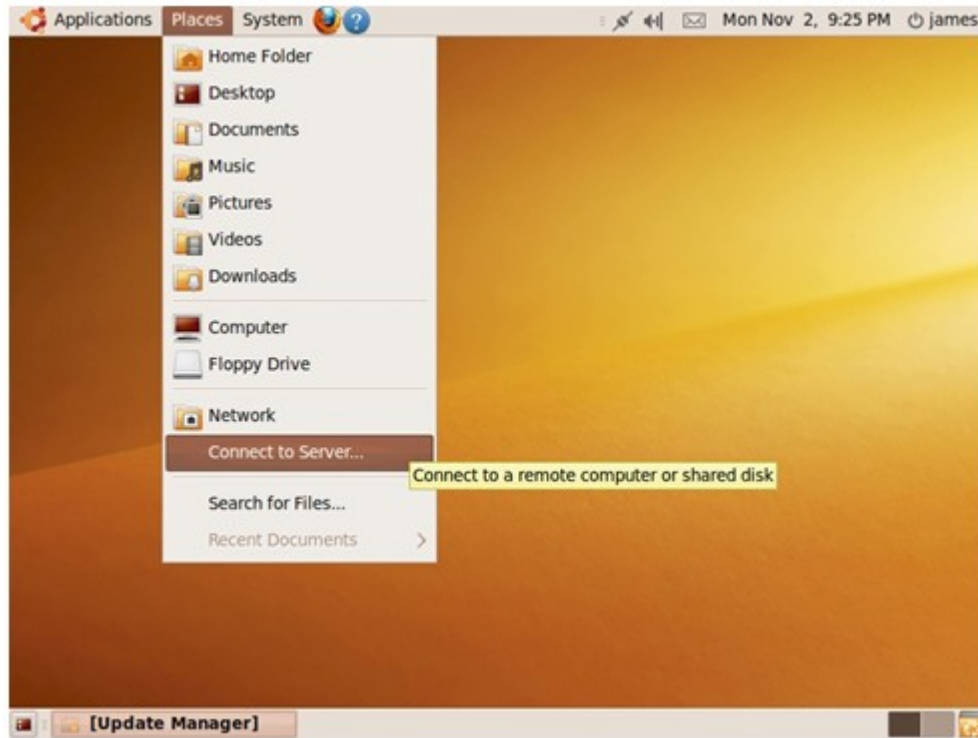 Applications Places System Mon Nov 2, 9:25 PM james
Home Folder
Desktop
Documents
Music
Pictures
Videos
Downloads
Computer
Floppy Drive
Network
Connect to Server...
Connect to a remote computer or shared disk
Search for Files...
Recent Documents
[Update Manager]